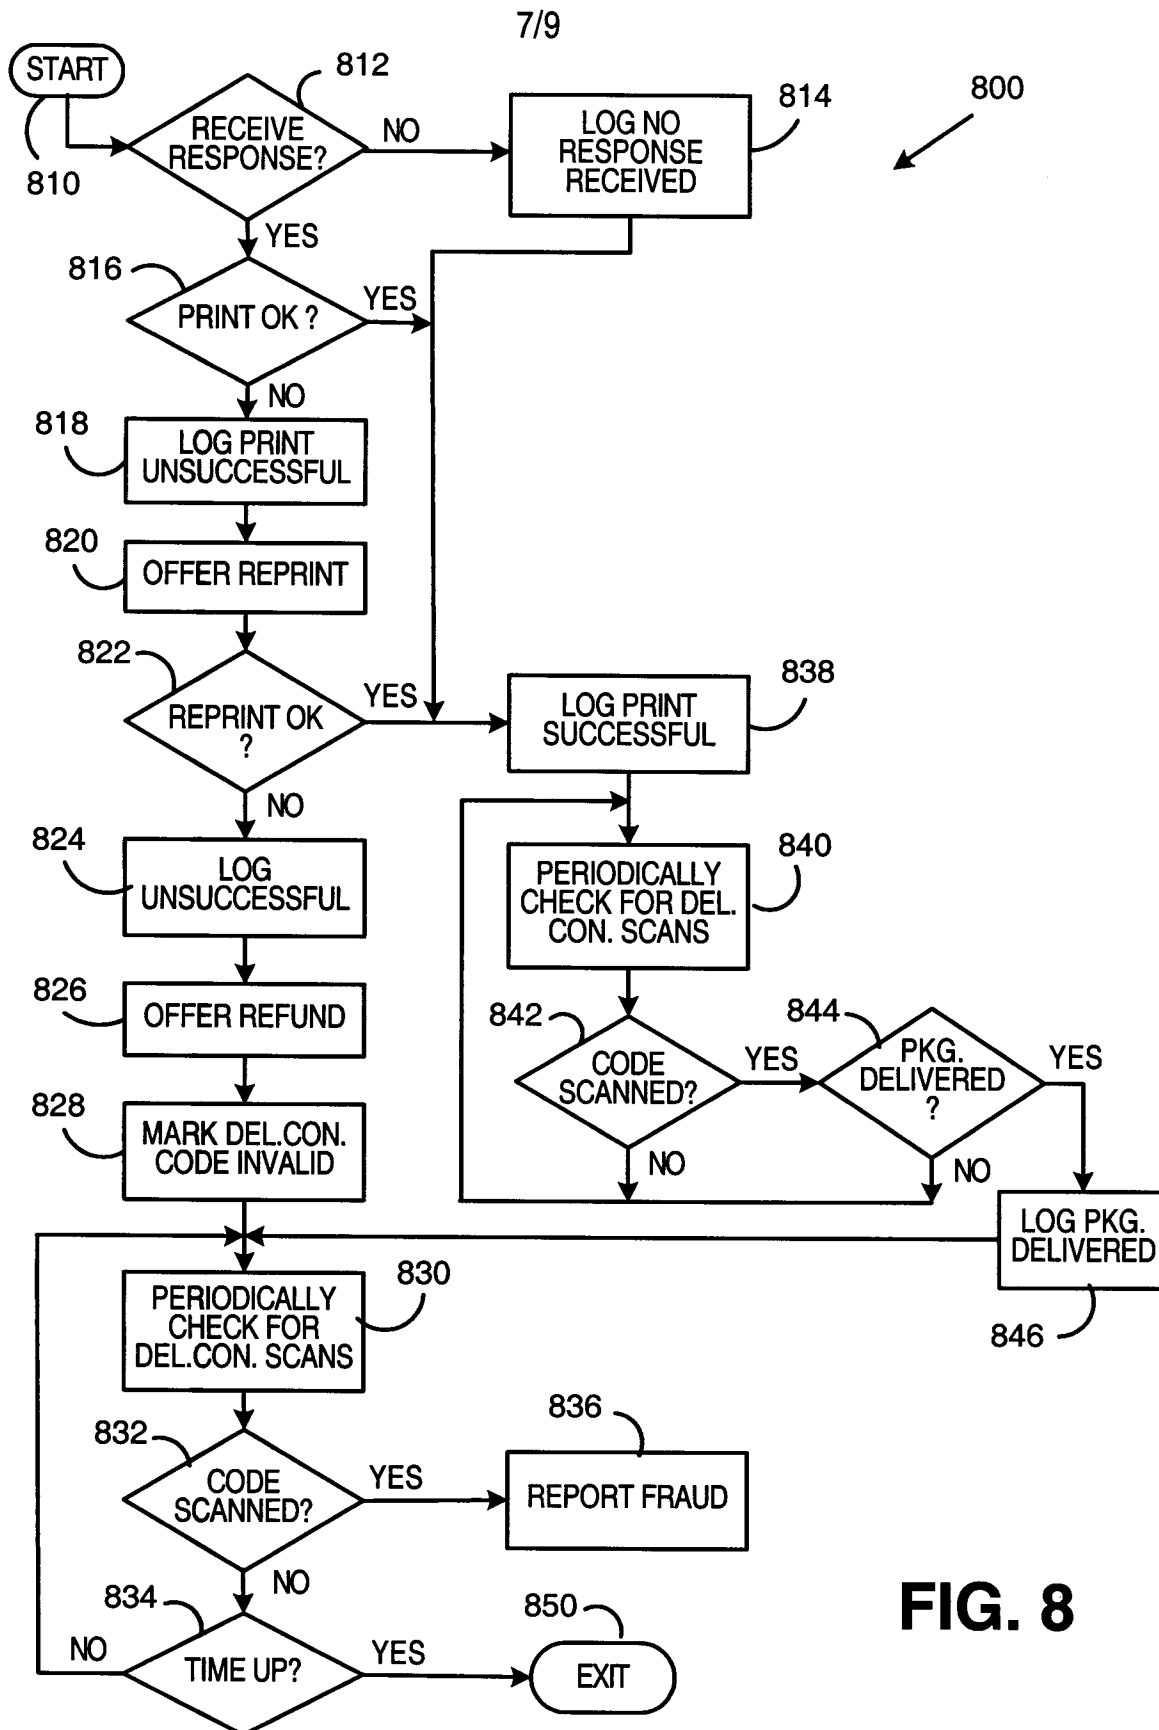 7/9
START
810
812
RECEIVE
RESPONSE?
NO
LOG NO
RESPONSE
RECEIVED
814
800
YES
816
PRINT OK ?
YES
NO
818
LOG PRINT
UNSUCCESSFUL
820
OFFER REPRINT
822
REPRINT OK
?
YES
LOG PRINT
SUCCESSFUL
838
NO
824
LOG
UNSUCCESSFUL
PERIODICALLY
CHECK FOR DEL.
CON. SCANS
840
826
OFFER REFUND
842
CODE
SCANNED?
YES
844
PKG.
DELIVERED
?
YES
NO
NO
828
MARK DEL.CON.
CODE INVALID
LOG PKG.
DELIVERED
846
PERIODICALLY
CHECK FOR
DEL.CON. SCANS
830
832
CODE
SCANNED?
YES
836
REPORT FRAUD
NO
834
NO
TIME UP?
YES
850
EXIT
FIG. 8